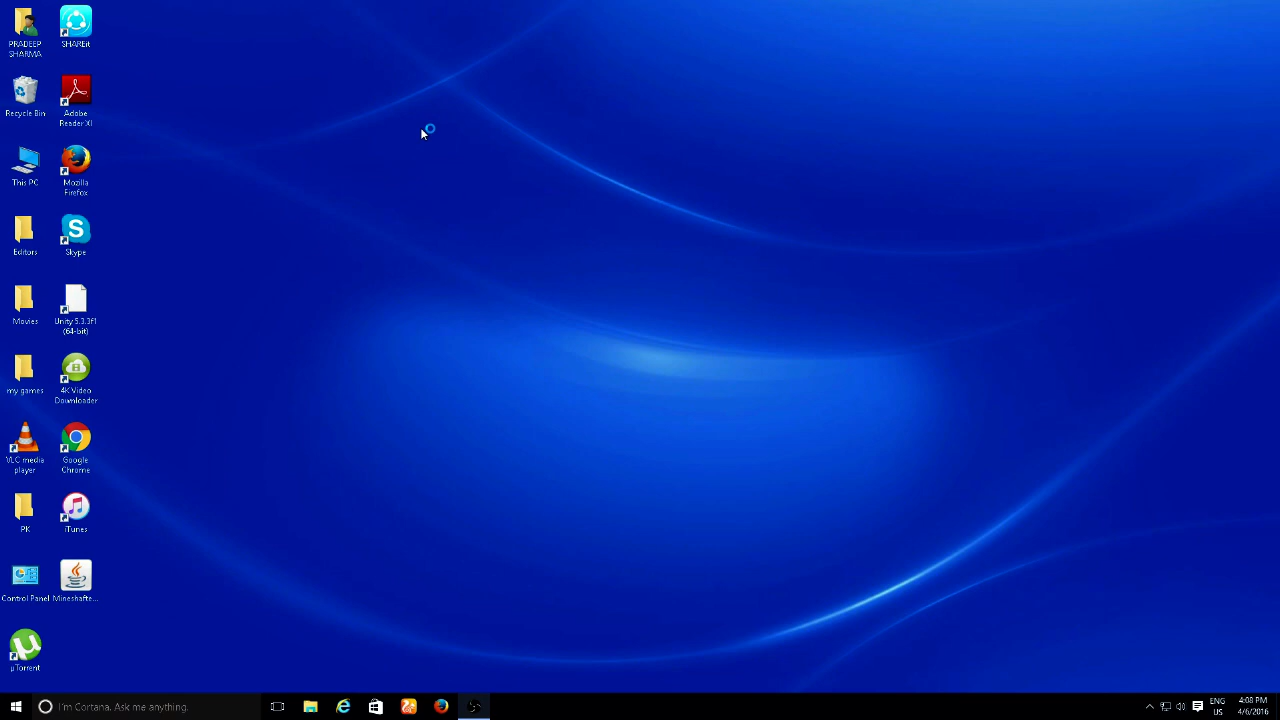 PRADEEP
SHARMA
SHAREit
Recycle Bin
Adobe
Reader XI
This PC
Mozilla
Firefox
Editors
Skype
Movies
Unity 5.3.3f1
(64-bit)
my games
4K Video
Downloader
VLC media
player
Google
Chrome
PK
iTunes
Control Panel
Mineshafte...
µTorrent
I'm Cortana. Ask me anything.
ENG
US
4:08 PM
4/6/2016